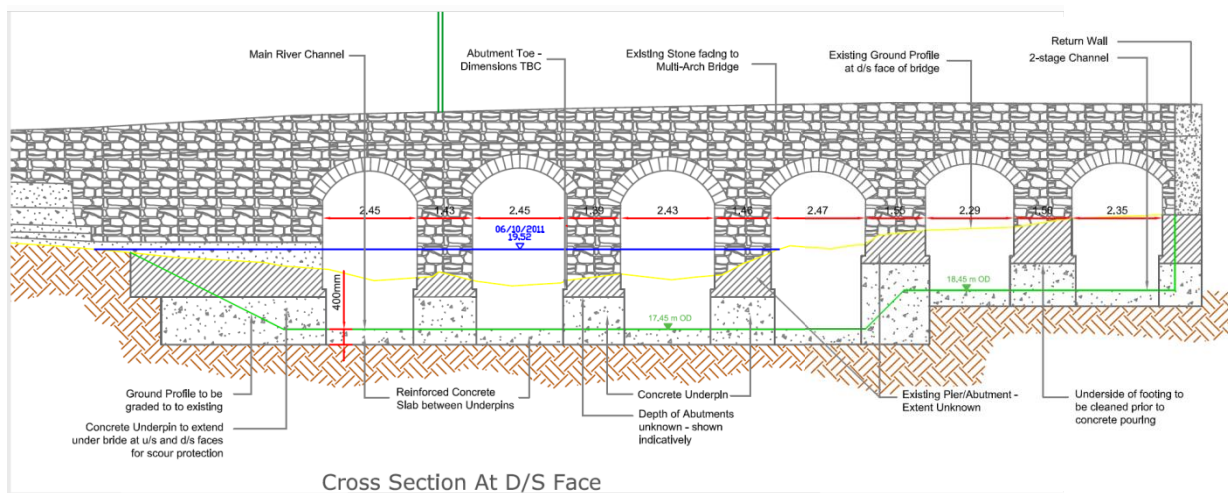 Main River Channel
Abutment Toe -
Dimensions TBC
Existing Stone facing to
Multi-Arch Bridge
Existing Ground Profile
at d/s face of bridge
Return Wall
2-stage Channel
2.45
1.43
2.45
1.39
2.43
1.46
2.47
1.55
2.29
1.50
2.35
06/10/2011
19.52
400mm
18.45 m OD
17.45 m OD
Ground Profile to be
graded to to existing
Concrete Underpin to extend
under bride at u/s and d/s faces
for scour protection
Reinforced Concrete
Slab between Underpins
Concrete Underpin
Depth of Abutments
unknown - shown
indicatively
Existing Pier/Abutment -
Extent Unknown
Underside of footing to
be cleaned prior to
concrete pouring
Cross Section At D/S Face